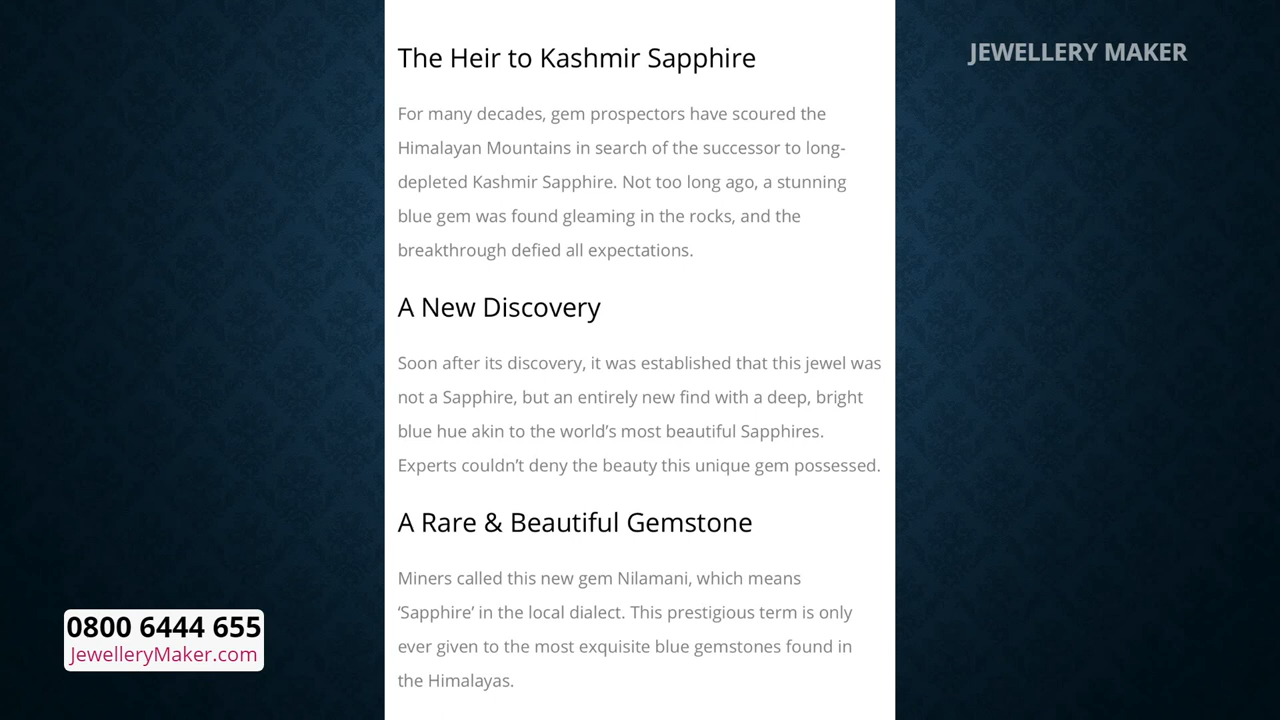 The Heir to Kashmir Sapphire
JEWELLERY MAKER
For many decades, gem prospectors have scoured the
Himalayan Mountains in search of the successor to long-
depleted Kashmir Sapphire. Not too long ago, a stunning
blue gem was found gleaming in the rocks, and the
breakthrough defied all expectations.
A New Discovery
Soon after its discovery, it was established that this jewel was
not a Sapphire, but an entirely new find with a deep, bright
blue hue akin to the world’s most beautiful Sapphires.
Experts couldn’t deny the beauty this unique gem possessed.
A Rare & Beautiful Gemstone
Miners called this new gem Nilamani, which means
‘Sapphire’ in the local dialect. This prestigious term is only
ever given to the most exquisite blue gemstones found in
the Himalayas.
0800 6444 655
JewelleryMaker.com